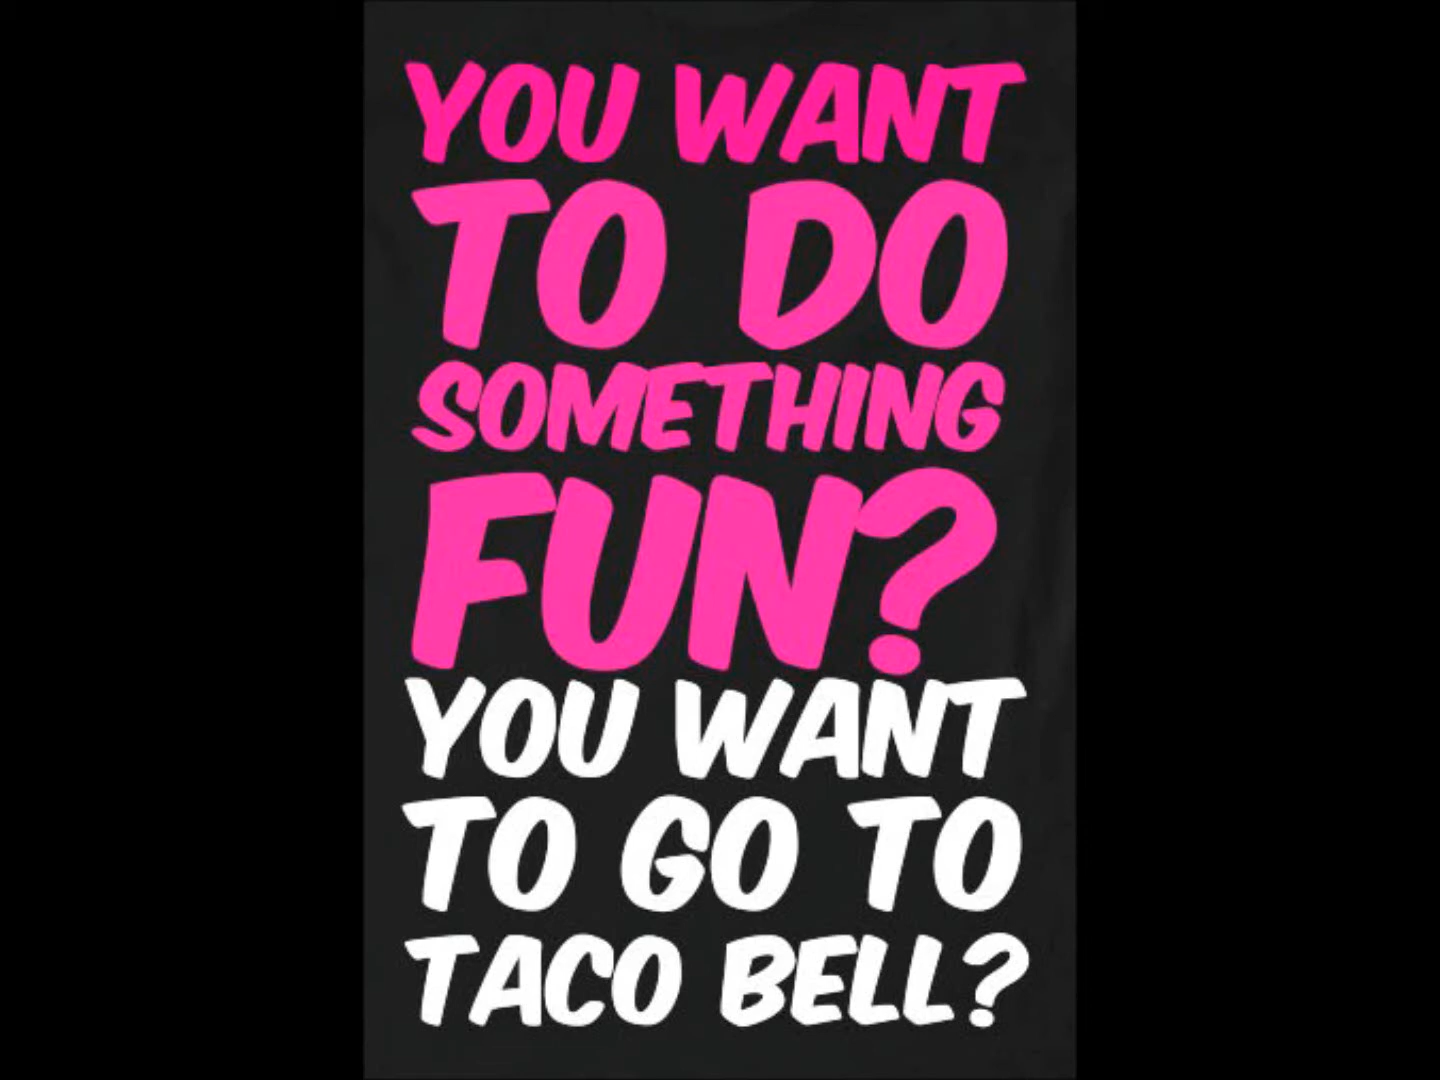 YOU WANT
TO DO
SOMETHING
FUN?
YOU WANT
TO GO TO
TACO BELL?